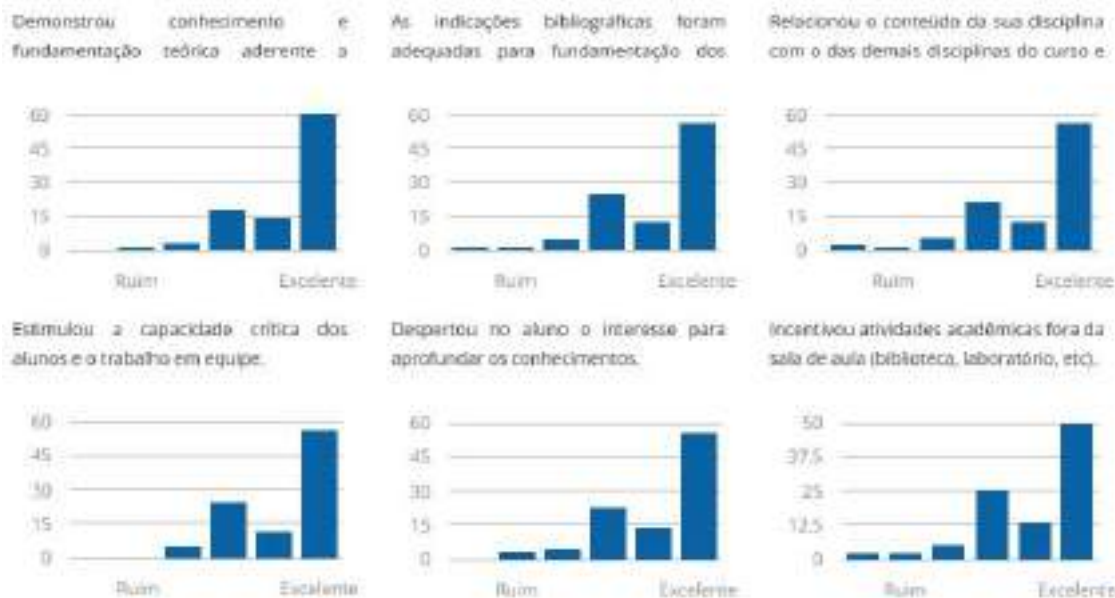 Demonstrou conhecimento e
fundamentação teórica aderente a
60
45
30
15
0
Ruim Excelente
As indicações bibliográficas foram
adequadas para fundamentação dos
60
45
30
15
0
Ruim Excelente
Relacionou o conteúdo da sua disciplina
com o das demais disciplinas do curso e
60
45
30
15
0
Ruim Excelente
Estimulou a capacidade crítica dos
alunos e o trabalho em equipe.
60
45
30
15
0
Ruim Excelente
Despertou no aluno o interesse para
aprofundar os conhecimentos.
60
45
30
15
0
Ruim Excelente
Incentivou atividades acadêmicas fora da
sala de aula (biblioteca, laboratório, etc).
50
37.5
25
12.5
0
Ruim Excelente